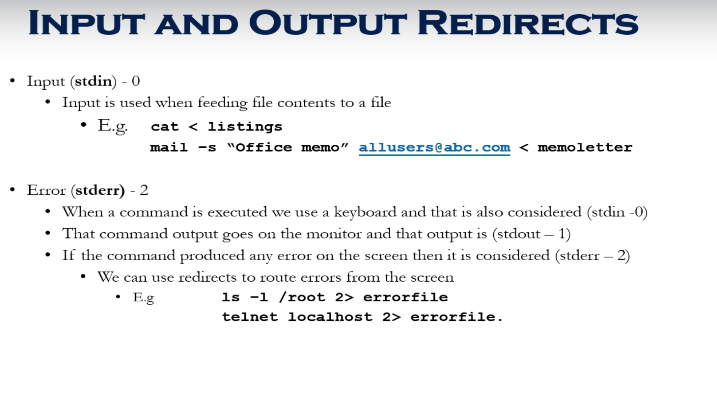 INPUT AND OUTPUT REDIRECTS
• Input (stdin) - 0
• Input is used when feeding file contents to a file
• E.g. cat < listings
mail –s “Office memo” allusers@abc.com < memoletter
• Error (stderr) - 2
• When a command is executed we use a keyboard and that is also considered (stdin -0)
• That command output goes on the monitor and that output is (stdout – 1)
• If the command produced any error on the screen then it is considered (stderr – 2)
• We can use redirects to route errors from the screen
• E.g ls –l /root 2> errorfile
telnet localhost 2> errorfile.